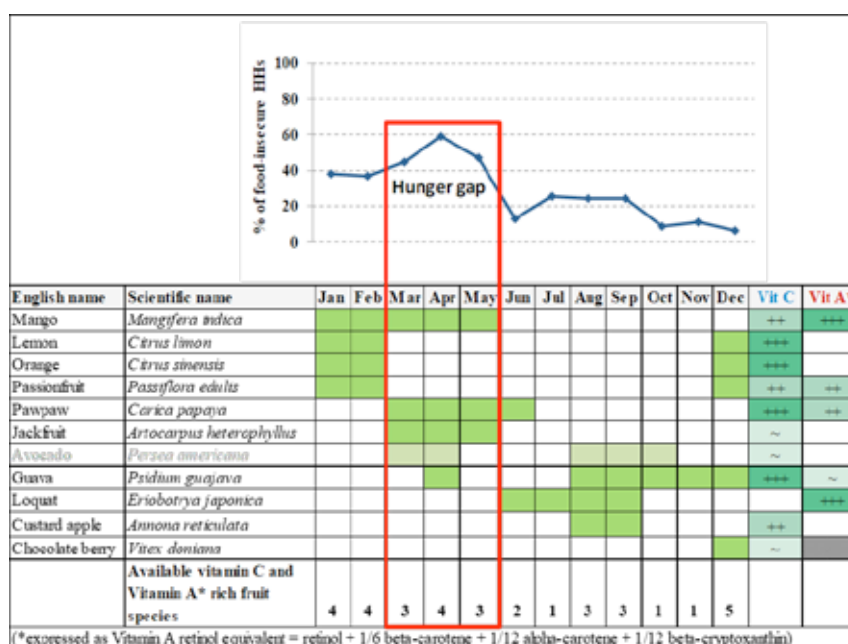 % of food-insecure HHs
100
80
60
40
20
0
Hunger gap
English name Scientific name Jan Feb Mar Apr May Jun Jul Aug Sep Oct Nov Dec Vit C Vit A
Mango Mangifera indica ++ +++
Lemon Citrus limon +++
Orange Citrus sinensis +++
Passionfruit Passiflora edulis ++ ++
Pawpaw Carica papaya +++ ++
Jackfruit Artocarpus heterophyllus ~
Avocado Persea americana ~
Guava Psidium guajava +++ ~
Loquat Eriobotrya japonica +++
Custard apple Annona reticulata ++
Chocolate berry Vitex doniana ~
Available vitamin C and
Vitamin A* rich fruit
species 4 4 3 4 3 2 1 3 3 1 1 5
(*expressed as Vitamin A retinol equivalent = retinol + 1/6 beta-carotene + 1/12 alpha-carotene + 1/12 beta-cryptoxanthin)